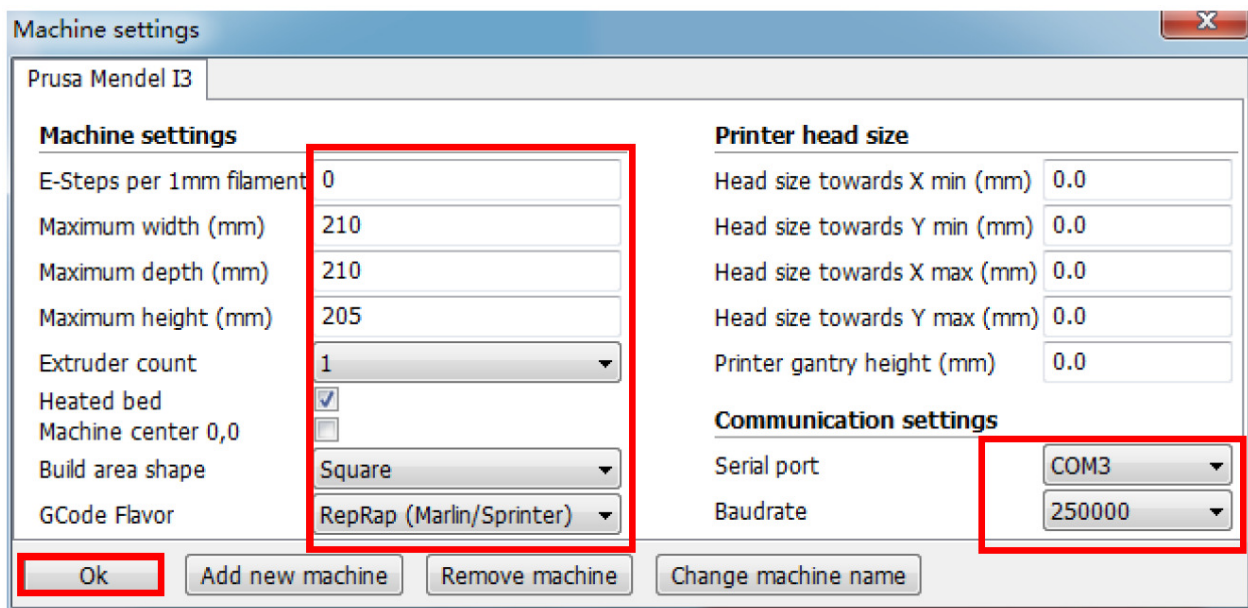 Machine settings
Prusa Mendel I3
Machine settings
E-Steps per 1mm filament 0
Maximum width (mm) 210
Maximum depth (mm) 210
Maximum height (mm) 205
Extruder count 1
Heated bed
Machine center 0,0
Build area shape Square
GCode Flavor RepRap (Marlin/Sprinter)
Printer head size
Head size towards X min (mm) 0.0
Head size towards Y min (mm) 0.0
Head size towards X max (mm) 0.0
Head size towards Y max (mm) 0.0
Printer gantry height (mm) 0.0
Communication settings
Serial port COM3
Baudrate 250000
Ok Add new machine Remove machine Change machine name